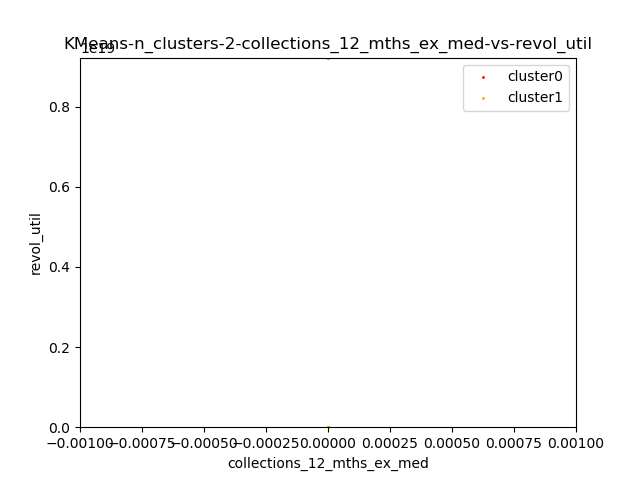 KMeans-n_clusters-2-collections_12_mths_ex_med-vs-revol_util
1e19
cluster0
cluster1
0.8
0.6
0.4
0.2
0.0
revol_util
−0.00100 −0.00075 −0.00050 −0.00025 0.00000 0.00025 0.00050 0.00075 0.00100
collections_12_mths_ex_med